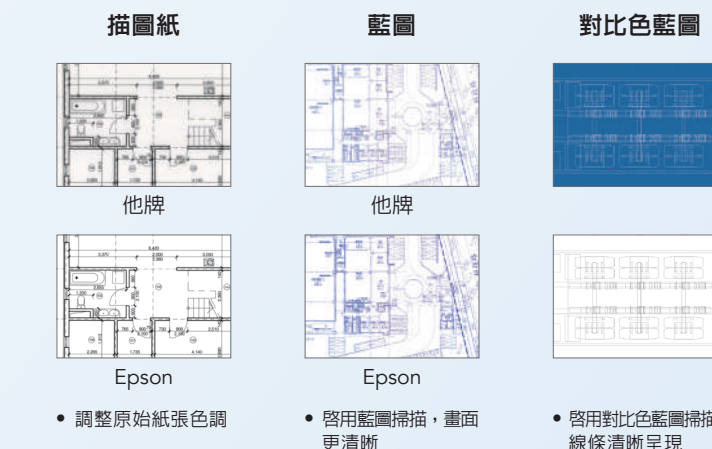 描圖紙
藍圖
對比色藍圖
他牌
他牌
Epson
Epson
• 調整原始紙張色調
• 啓用藍圖掃描，畫面
更清晰
• 啓用對比色藍圖掃描
線條清晰呈現